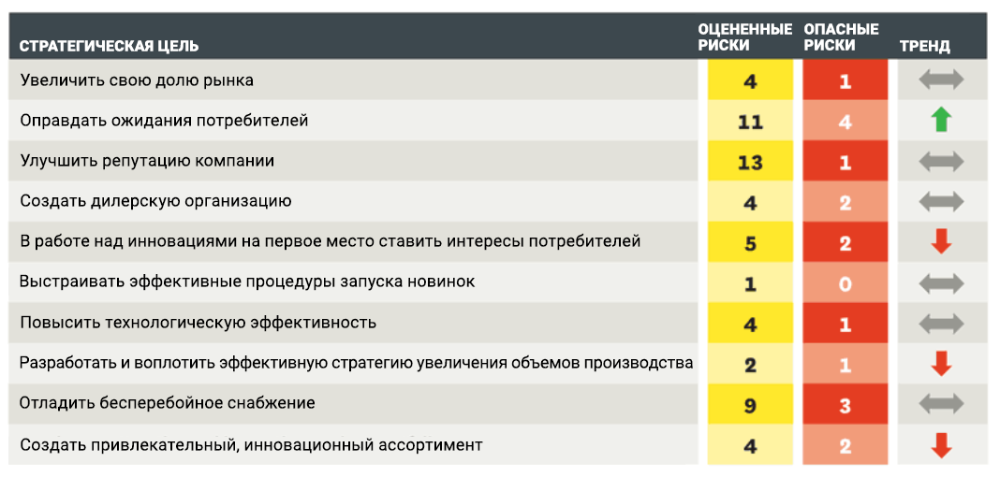 СТРАТЕГИЧЕСКАЯ ЦЕЛЬ ОЦЕНЕННЫЕ РИСКИ ОПАСНЫЕ РИСКИ ТРЕНД
Увеличить свою долю рынка 4 1
Оправдать ожидания потребителей 11 4
Улучшить репутацию компании 13 1
Создать дилерскую организацию 4 2
В работе над инновациями на первое место ставить интересы потребителей 5 2
Выстраивать эффективные процедуры запуска новинок 1 0
Повысить технологическую эффективность 4 1
Разработать и воплотить эффективную стратегию увеличения объемов производства 2 1
Отладить бесперебойное снабжение 9 3
Создать привлекательный, инновационный ассортимент 4 2